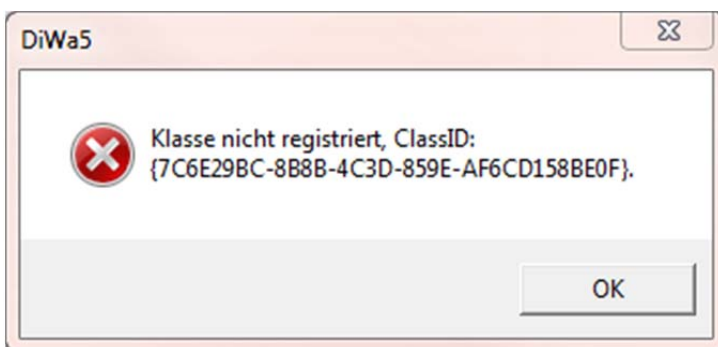 DiWa5
Klasse nicht registriert, ClassID:
{7C6E29BC-8B8B-4C3D-859E-AF6CD158BE0F}.
OK